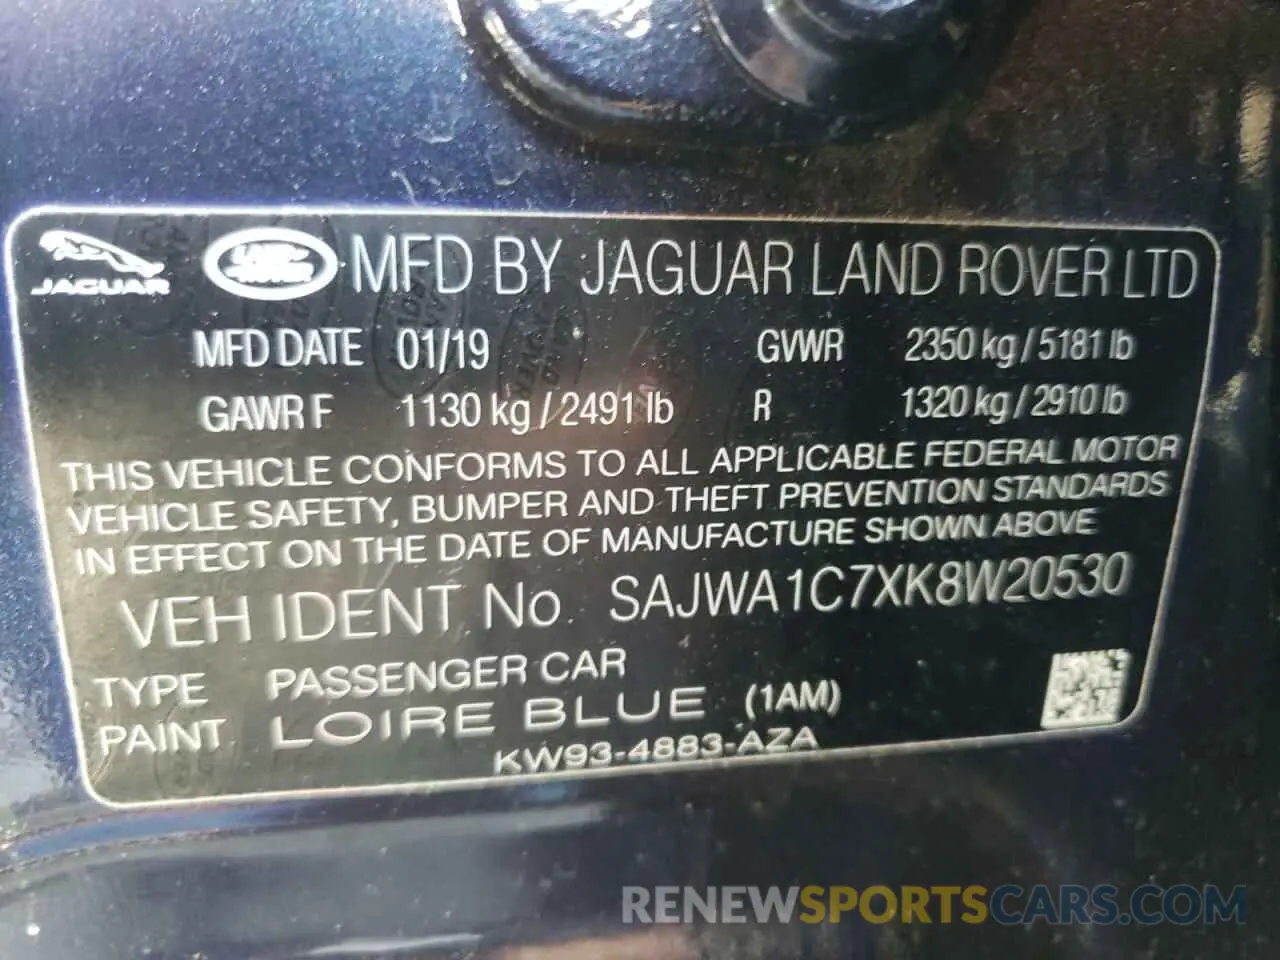 JAGUAR LAND ROVER MFD BY JAGUAR LAND ROVER LTD
MFD DATE 01/19 GVWR 2350 kg / 5181 lb
GAWR F 1130 kg / 2491 lb R 1320 kg / 2910 lb
THIS VEHICLE CONFORMS TO ALL APPLICABLE FEDERAL MOTOR
VEHICLE SAFETY, BUMPER AND THEFT PREVENTION STANDARDS
IN EFFECT ON THE DATE OF MANUFACTURE SHOWN ABOVE
VEH IDENT No. SAJWA1C7XK8W20530
TYPE PASSENGER CAR
PAINT LOIRE BLUE (1AM)
KW93-4883-AZA
RENEWSPORTSCARS.COM